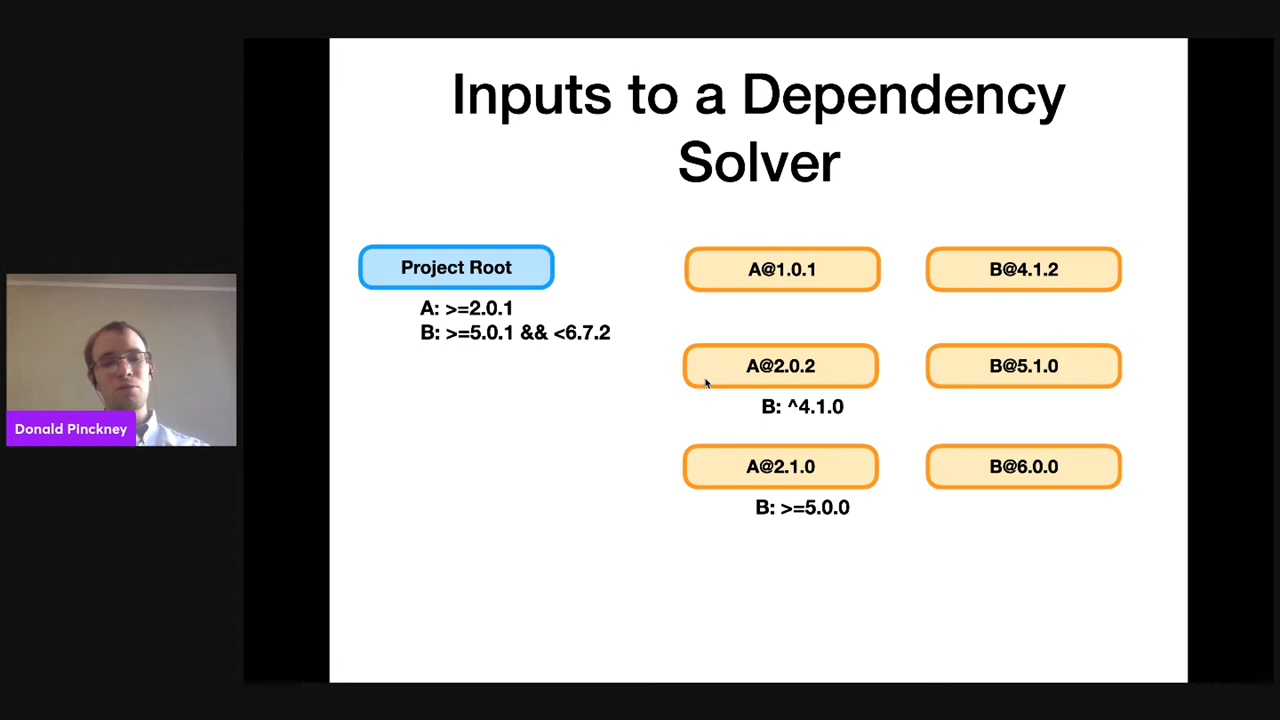 Inputs to a Dependency
Solver
Project Root
A: >=2.0.1
B: >=5.0.1 && <6.7.2
A@1.0.1
B@4.1.2
A@2.0.2
B@5.1.0
B: ^4.1.0
A@2.1.0
B@6.0.0
B: >=5.0.0
Donald Pinckney